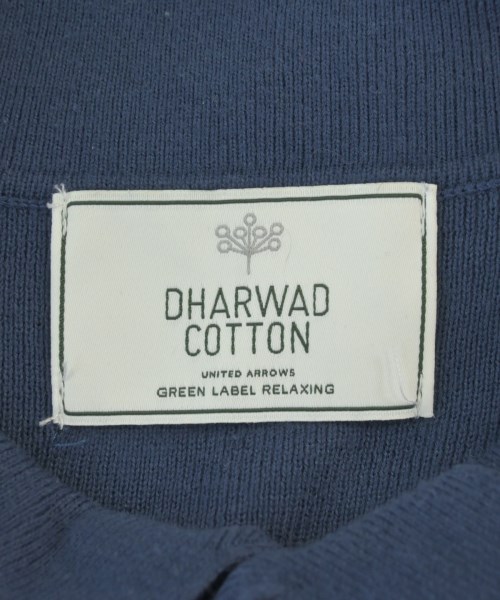 DHARWAD
COTTON
UNITED ARROWS
GREEN LABEL RELAXING